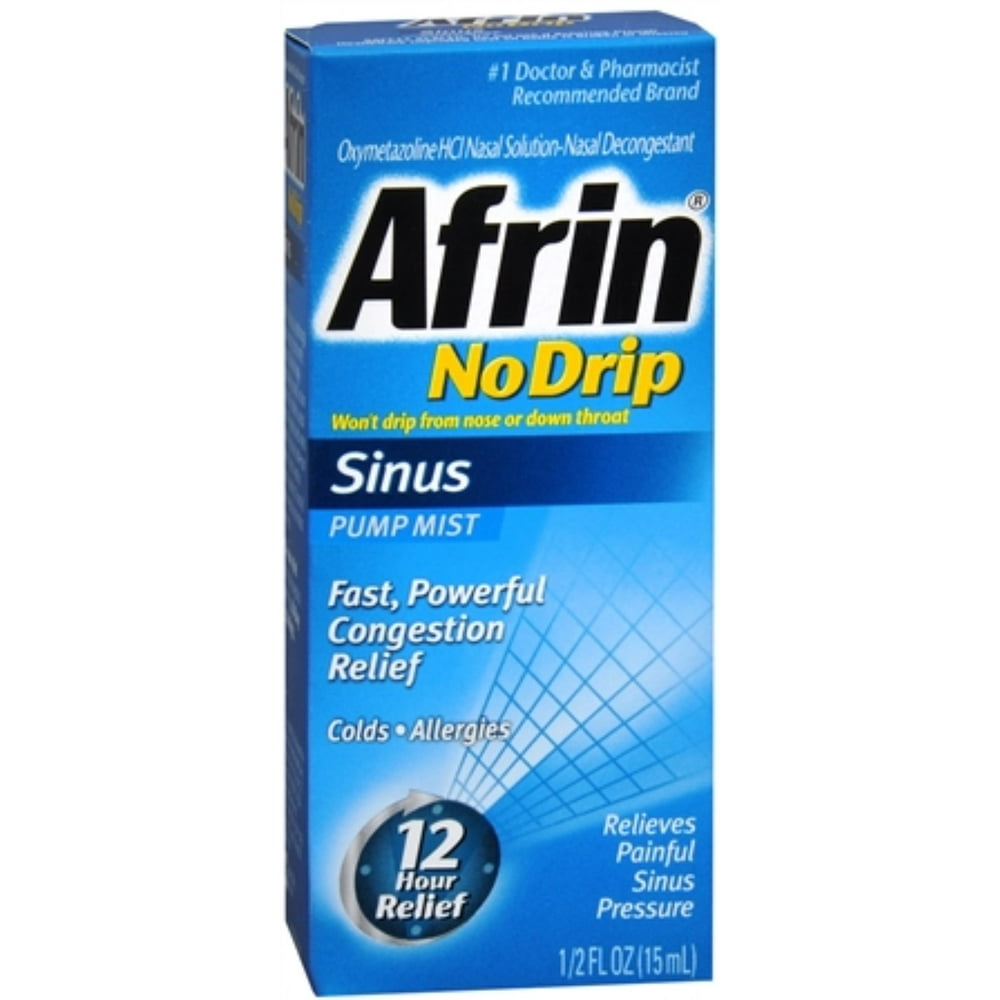 Afrin
NoDrip
#1 Doctor & Pharmacist
Recommended Brand
Oxymetazoline HCl Nasal Solution-Nasal Decongestant
Afrin®
NoDrip
Won't drip from nose or down throat
Sinus
PUMP MIST
Fast, Powerful
Congestion
Relief
Colds • Allergies
12
Hour
Relief
Relieves
Painful
Sinus
Pressure
1/2 FL OZ (15 mL)